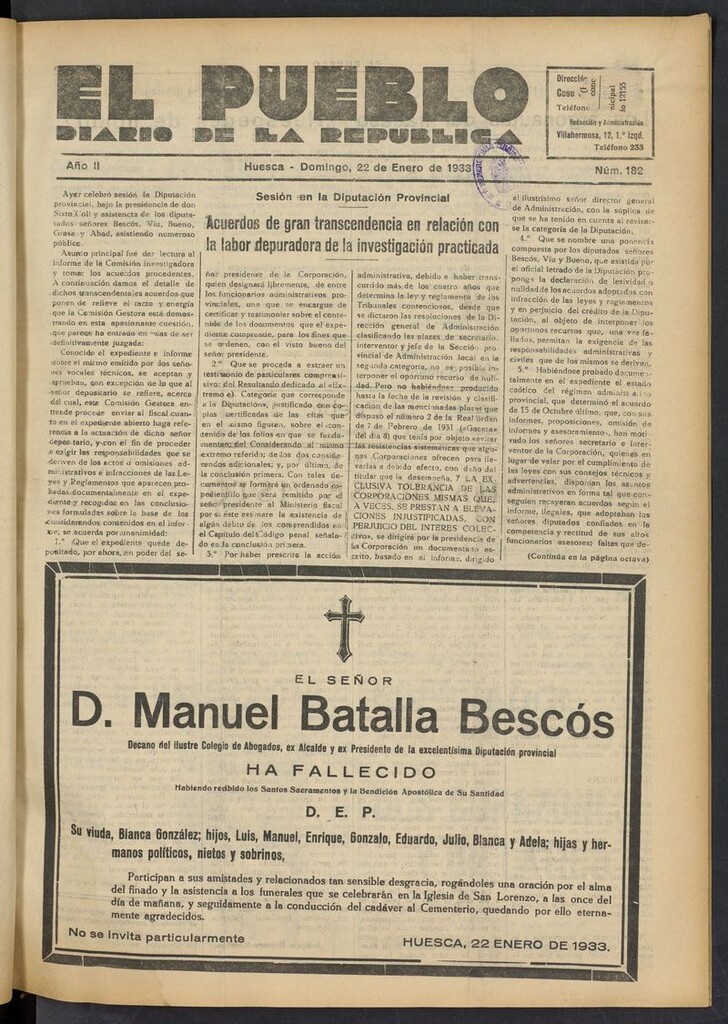 EL PUEBLO
DIARIO DE LA REPUBLICA
Dirección
Coso
Teléfono
Redacción y Administración
Villahermosa, 12, 1.º izqd.
Teléfono 233
Año II
Huesca - Domingo, 22 de Enero de 1933
Núm. 182
Ayer celebró sesión la Diputación
provincial, bajo la presidencia de don
Sixto Coll y asistencia de los diputa-
dos señores Bescós, Viu, Bueno,
Grasa y Abad, asistiendo numeroso
público.
Asunto principal fué dar lectura al
informe de la Comisión investigadora
y tomar los acuerdos procedentes.
A continuación damos el detalle de
dichos transcendentales acuerdos que
ponen de relieve el tacto y energía
que la Comisión Gestora está demos-
trando en esta apasionante cuestión,
que parece ha entrado en vías de ser
definitivamente juzgada:
Conocido el expediente e informe
sobre el mismo emitido por los seño-
res vocales técnicos, se aceptan y
aprueban, con excepción de lo que al
señor depositario se refiere, acerca
del cual, esta Comisión Gestora en-
tiende procede enviar al fiscal cuan-
to en el expediente abierto haga refe-
rencia a la actuación de dicho señor
depositario, y con el fin de proceder
a exigir las responsabilidades que se
deriven de los actos u omisiones ad-
ministrativos e infracciones de las Le-
yes y Reglamentos que aparecen pro-
badas documentalmente en el expe-
diente y recogidas en las conclusio-
nes formuladas sobre la base de los
considerandos contenidos en el infor-
me, se acuerda por unanimidad:
1.º Que el expediente quede de-
positado, por ahora, en poder del se-
Sesión en la Diputación Provincial
Acuerdos de gran transcendencia en relación con
la labor depuradora de la investigación practicada
ñor presidente de la Corporación,
quien designará libremente, de entre
los funcionarios administrativos pro-
vinciales, uno que se encargue de
certificar y testimoniar sobre el conte-
nido de los documentos que el expe-
diente comprende, para los fines que
se ordenen, con el visto bueno del
señor presidente.
2.º Que se proceda a extraer un
testimonio de particulares compresi-
vo: del Resultando dedicado al «Ex-
tremo e). Categoría que corresponde
a la Diputación», justificado con co-
pias certificadas de las citas que
en el mismo figuran, sobre el con-
tenido de los folios en que se funda-
mentan; del Considerando al mismo
extremo referido; de los dos conside-
randos adicionales; y, por último, de
la conclusión primera. Con tales do-
cumentos se formará un ordenado ex-
pedientillo que será remitido por el
señor presidente al Ministerio fiscal
por si éste estimare la existencia de
algún delito de los comprendidos en
el Capítulo del Código penal señala-
do en la conclusión primera.
3.º Por haber prescrito la acción
administrativa, debido a haber trans-
currido más de los cuatro años que
determina la ley y reglamento de los
Tribunales contenciosos, desde que
se dictaron las resoluciones de la Di-
rección general de Administración
clasificando las plazas de secretario,
interventor y jefe de la Sección pro-
vincial de Administración local en la
segunda categoría, no es posible in-
terponer el oportuno recurso de nuli-
dad. Pero no habiéndose producido
hasta la fecha de la revisión y clasifi-
cación de las mencionadas plazas que
dispuso el número 2 de la Real orden
de 7 de Febrero de 1931 («Gaceta»
del día 8) que tenía por objeto evitar
las resistencias sistemáticas que algu-
nas Corporaciones ofrecen para lle-
varlas a debido efecto, con daño del
titular que la desempeña, Y LA EX-
CLUSIVA TOLERANCIA DE LAS
CORPORACIONES MISMAS QUE,
A VECES, SE PRESTAN A ELEVA-
CIONES INJUSTIFICADAS, CON
PERJUICIO DEL INTERES COLEC-
TIVO», se dirigirá por la presidencia de
la Corporación un documentado es-
crito, basado en el informe, dirigido
al ilustrísimo señor director general
de Administración, con la súplica de
que se ha tenido en cuenta al revisar-
se la categoría de la Diputación.
4.º Que se nombre una ponencia
compuesta por los diputados señores
Bescós, Viu y Bueno, que asistida por
el oficial letrado de la Diputación pro-
ponga la declaración de lesividad o
nulidad de los acuerdos adoptados con
infracción de las leyes y reglamentos
y en perjuicio del crédito de la Dipu-
tación, al objeto de interponer los
oportunos recursos que, una vez fa-
llados, permitan la exigencia de las
responsabilidades administrativas y
civiles que de los mismos se deriven.
5.º Habiéndose probado documen-
talmente en el expediente el estado
caótico del régimen administrativo
provincial, que determinó el acuerdo
de 15 de Octubre último, que, con sus
informes, proposiciones, omisión de
informes y asesoramiento, han moti-
vado los señores secretario e inter-
ventor de la Corporación, quienes en
lugar de velar por el cumplimiento de
las leyes con sus consejos técnicos y
advertencias, disponían los asuntos
administrativos en forma tal que con-
seguían recayeran acuerdos según el
informe, ilegales, que adoptaban los
señores diputados confiados en la
competencia y rectitud de sus altos
funcionarios asesores) faltas que de-
(Continúa en la página octava)
EL SEÑOR
D. Manuel Batalla Bescós
Decano del ilustre Colegio de Abogados, ex Alcalde y ex Presidente de la excelentísima Diputación provincial
HA FALLECIDO
Habiendo recibido los Santos Sacramentos y la Bendición Apostólica de Su Santidad
D. E. P.
Su viuda, Blanca González; hijos, Luis, Manuel, Enrique, Gonzalo, Eduardo, Julio, Blanca y Adela; hijas y her-
manos políticos, nietos y sobrinos,
Participan a sus amistades y relacionados tan sensible desgracia, rogándoles una oración por el alma
del finado y la asistencia a los funerales que se celebrarán en la Iglesia de San Lorenzo, a las once del
día de mañana, y seguidamente a la conducción del cadáver al Cementerio, quedando por ello eterna-
mente agradecidos.
No se invita particularmente
HUESCA, 22 ENERO DE 1933.